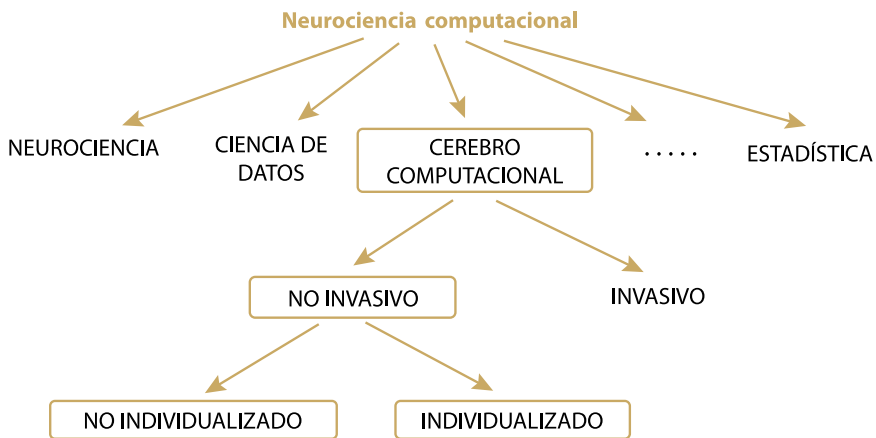 Neurociencia computacional
NEUROCIENCIA
CIENCIA DE
DATOS
CEREBRO
COMPUTACIONAL
.....
ESTADÍSTICA
NO INVASIVO
INVASIVO
NO INDIVIDUALIZADO
INDIVIDUALIZADO